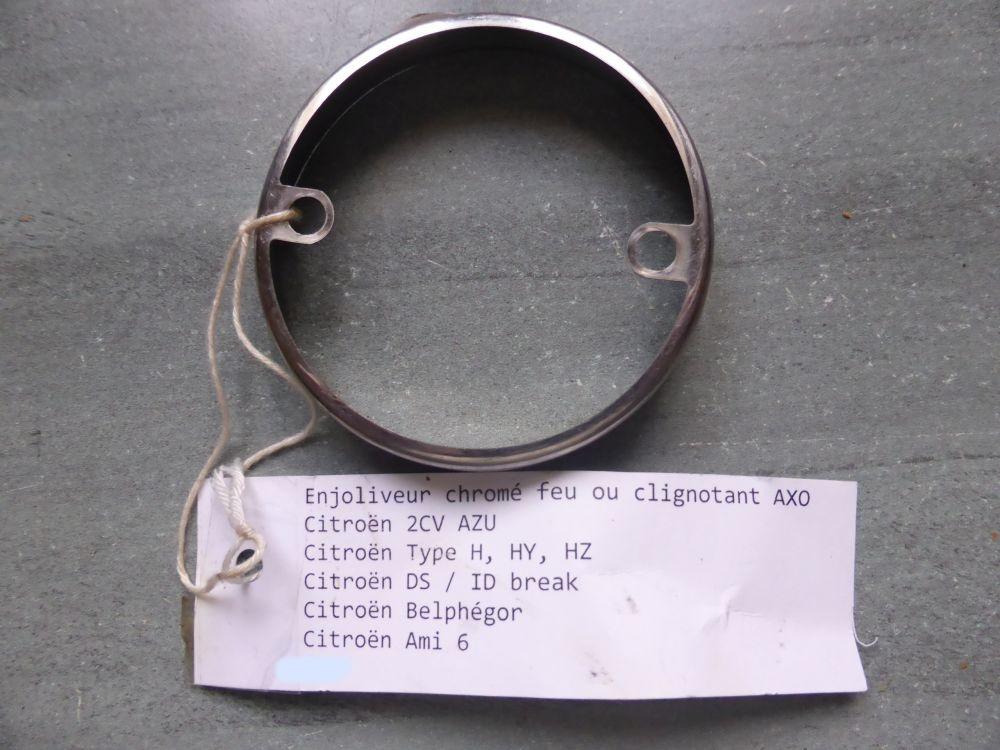 Enjoliveur chromé feu ou clignotant AXO
Citroën 2CV AZU
Citroën Type H, HY, HZ
Citroën DS / ID break
Citroën Belphégor
Citroën Ami 6